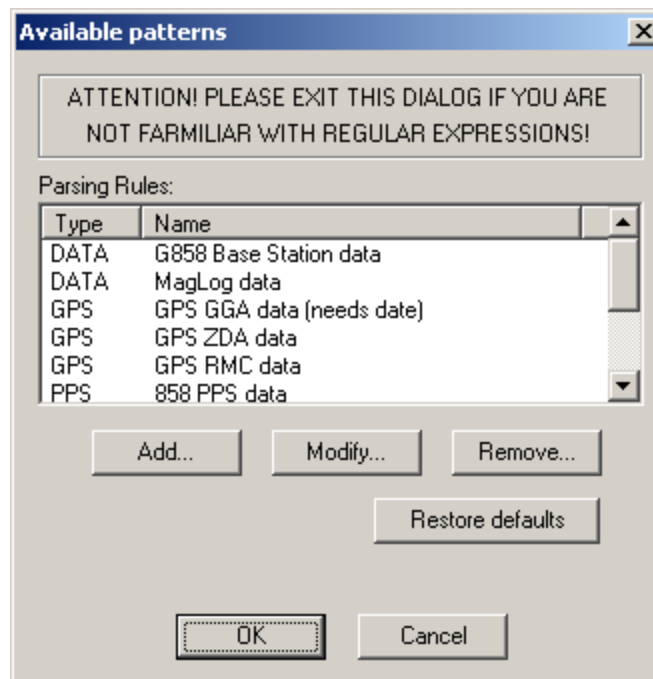 Available patterns
ATTENTION! PLEASE EXIT THIS DIALOG IF YOU ARE
NOT FARMILIAR WITH REGULAR EXPRESSIONS!
Parsing Rules:
Type Name
DATA G858 Base Station data
DATA MagLog data
GPS GPS GGA data (needs date)
GPS GPS ZDA data
GPS GPS RMC data
PPS 858 PPS data
Add... Modify... Remove...
Restore defaults
OK Cancel